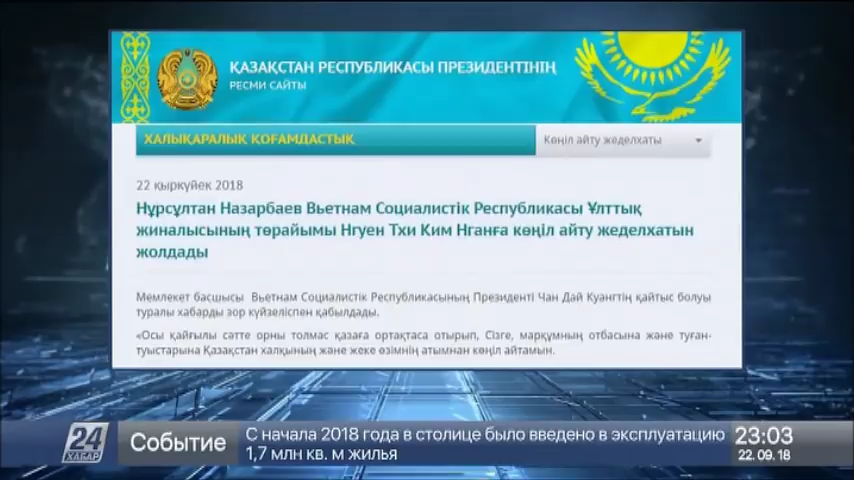 ҚАЗАҚСТАН РЕСПУБЛИКАСЫ ПРЕЗИДЕНТІНІҢ
РЕСМИ САЙТЫ
ХАЛЫҚАРАЛЫҚ ҚОҒАМДАСТЫҚ
Көңіл айту жеделхаты
22 қыркүйек 2018
Нұрсұлтан Назарбаев Вьетнам Социалистік Республикасы Ұлттық
жиналысының төрайымы Нгуен Тхи Ким Нганға көңіл айту жеделхатын
жолдады
Мемлекет басшысы Вьетнам Социалистік Республикасының Президенті Чан Дай Куангтің қайтыс болуы
туралы хабарды зор күйзеліспен қабылдады.
«Осы қайғылы сәтте орны толмас қазаға ортақтаса отырып, Сізге, марқұмның отбасына және туған-
туыстарына Қазақстан халқының және жеке өзімнің атымнан көңіл айтамын.
24
ХАБАР
Событие
С начала 2018 года в столице было введено в эксплуатацию
1,7 млн кв. м жилья
23:03
22.09.18